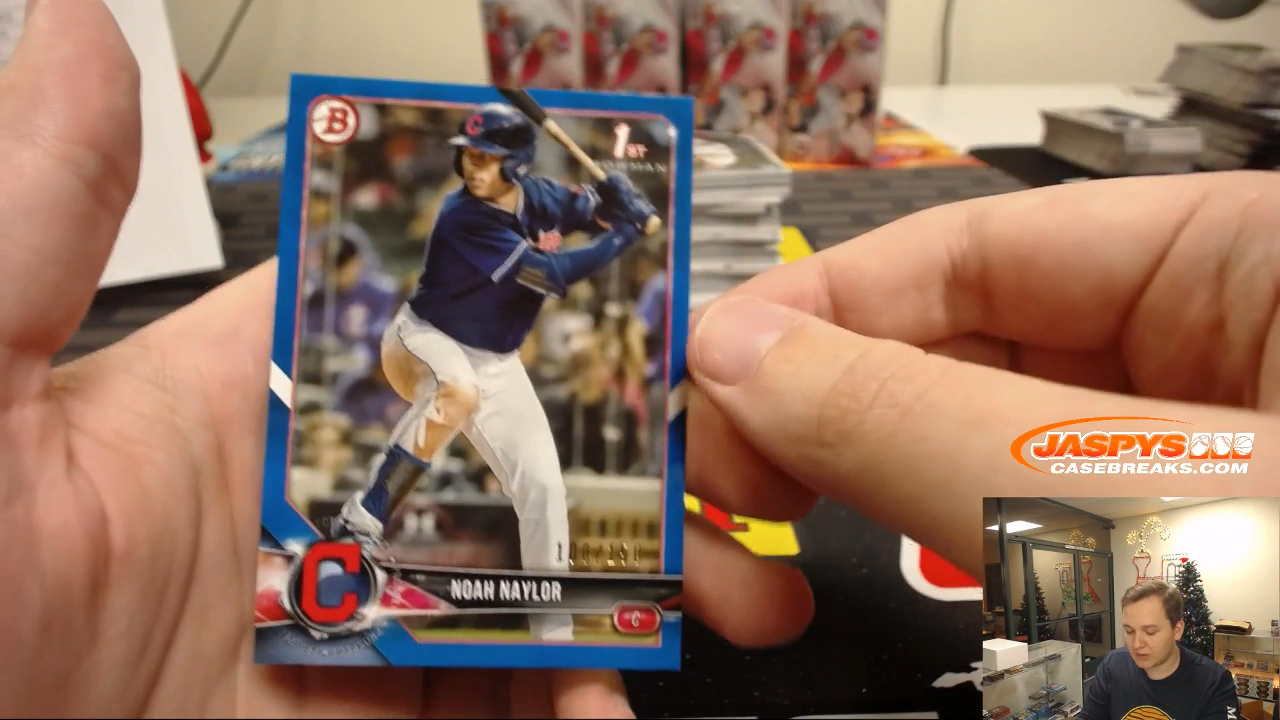 B
C
1ST
BOWMAN
C
NOAH NAYLOR
C
JASPYS
CASEBREAKS.COM